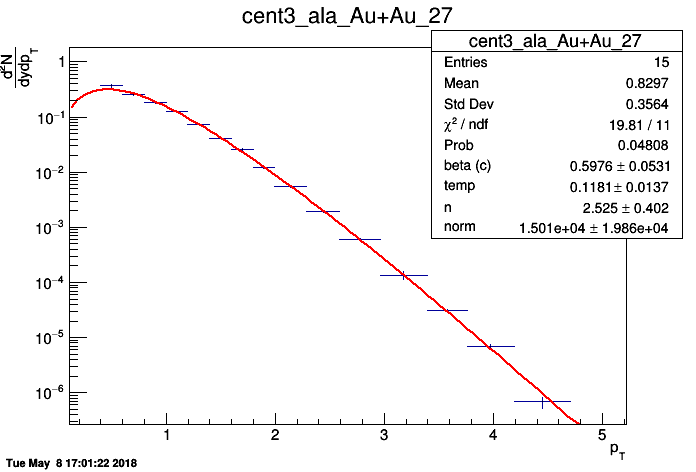 cent3_ala_Au+Au_27
d²N
dydp_T
cent3_ala_Au+Au_27
Entries 15
Mean 0.8297
Std Dev 0.3564
χ² / ndf 19.81 / 11
Prob 0.04808
beta (c) 0.5976 ± 0.0531
temp 0.1181 ± 0.0137
n 2.525 ± 0.402
norm 1.501e+04 ± 1.986e+04
1
10⁻¹
10⁻²
10⁻³
10⁻⁴
10⁻⁵
10⁻⁶
1 2 3 4 5
p_T
Tue May 8 17:01:22 2018